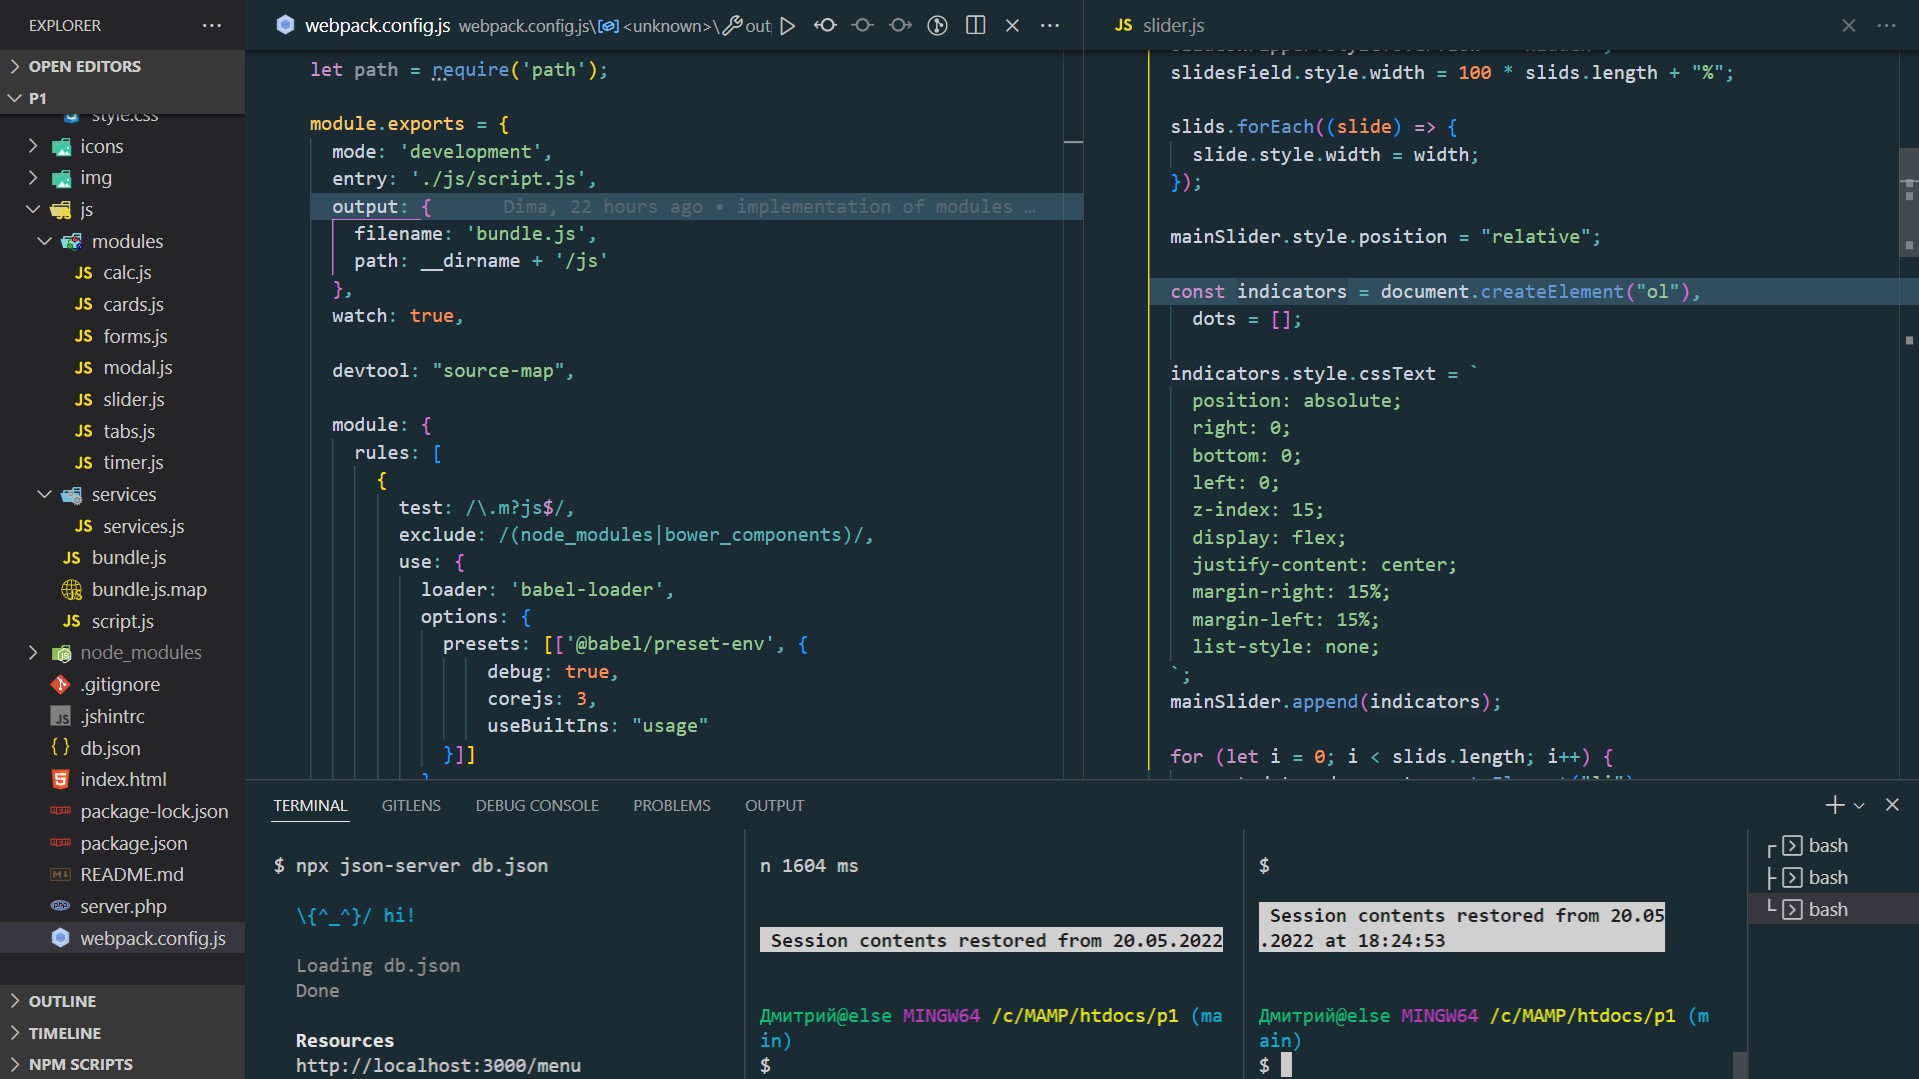 EXPLORER
OPEN EDITORS
P1
style.css
icons
img
js
modules
calc.js
cards.js
forms.js
modal.js
slider.js
tabs.js
timer.js
services
services.js
bundle.js
bundle.js.map
script.js
node_modules
.gitignore
.jshintrc
db.json
index.html
package-lock.json
package.json
README.md
server.php
webpack.config.js
OUTLINE
TIMELINE
NPM SCRIPTS
webpack.config.js webpack.config.js\<unknown>\out
let path = require('path');
module.exports = {
mode: 'development',
entry: './js/script.js',
output: { Dima, 22 hours ago • implementation of modules …
filename: 'bundle.js',
path: __dirname + '/js'
},
watch: true,
devtool: "source-map",
module: {
rules: [
{
test: /\.m?js$/,
exclude: /(node_modules|bower_components)/,
use: {
loader: 'babel-loader',
options: {
presets: [['@babel/preset-env', {
debug: true,
corejs: 3,
useBuiltIns: "usage"
}]]
JS slider.js
slidesField.style.width = 100 * slids.length + "%";
slids.forEach((slide) => {
slide.style.width = width;
});
mainSlider.style.position = "relative";
const indicators = document.createElement("ol"),
dots = [];
indicators.style.cssText = `
position: absolute;
right: 0;
bottom: 0;
left: 0;
z-index: 15;
display: flex;
justify-content: center;
margin-right: 15%;
margin-left: 15%;
list-style: none;
`;
mainSlider.append(indicators);
for (let i = 0; i < slids.length; i++) {
TERMINAL GITLENS DEBUG CONSOLE PROBLEMS OUTPUT
$ npx json-server db.json
\{^_^}/ hi!
Loading db.json
Done
Resources
http://localhost:3000/menu
n 1604 ms
Session contents restored from 20.05.2022
Дмитрий@else MINGW64 /c/MAMP/htdocs/p1 (ma
in)
$
$
Session contents restored from 20.05
.2022 at 18:24:53
Дмитрий@else MINGW64 /c/MAMP/htdocs/p1 (m
ain)
$
bash
bash
bash